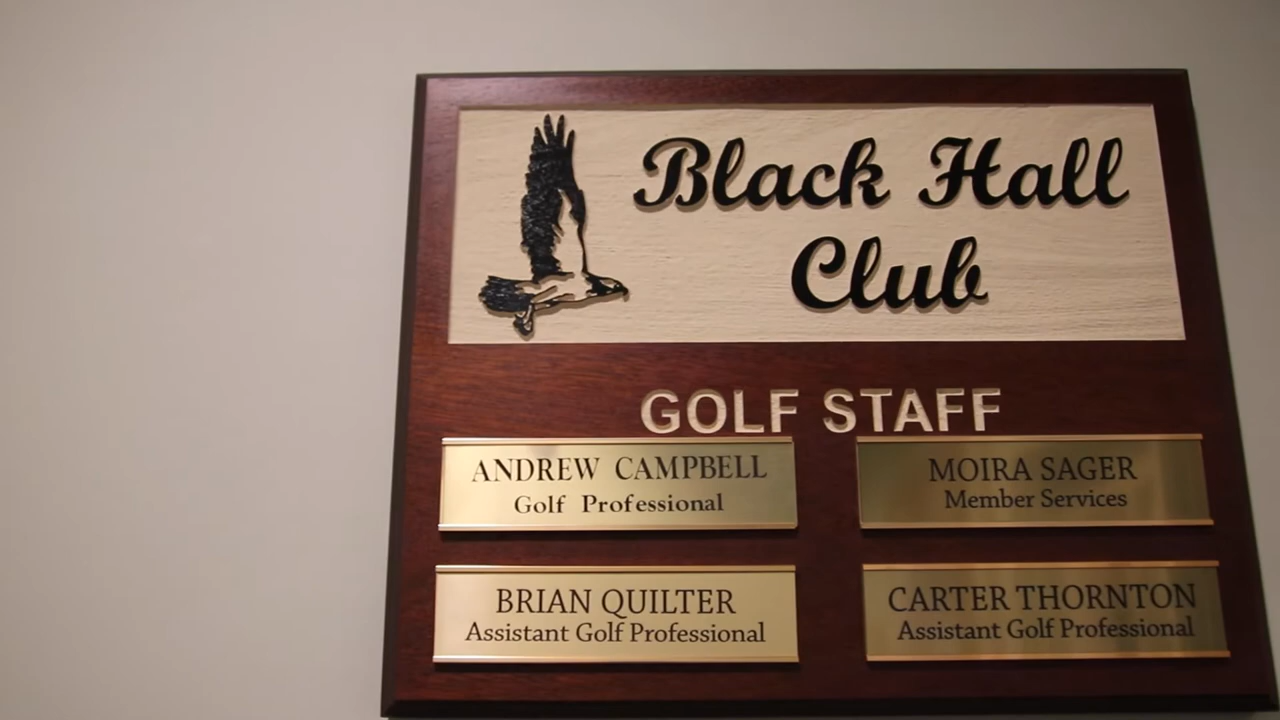 Black Hall
Club
GOLF STAFF
ANDREW CAMPBELL
Golf Professional
MOIRA SAGER
Member Services
BRIAN QUILTER
Assistant Golf Professional
CARTER THORNTON
Assistant Golf Professional